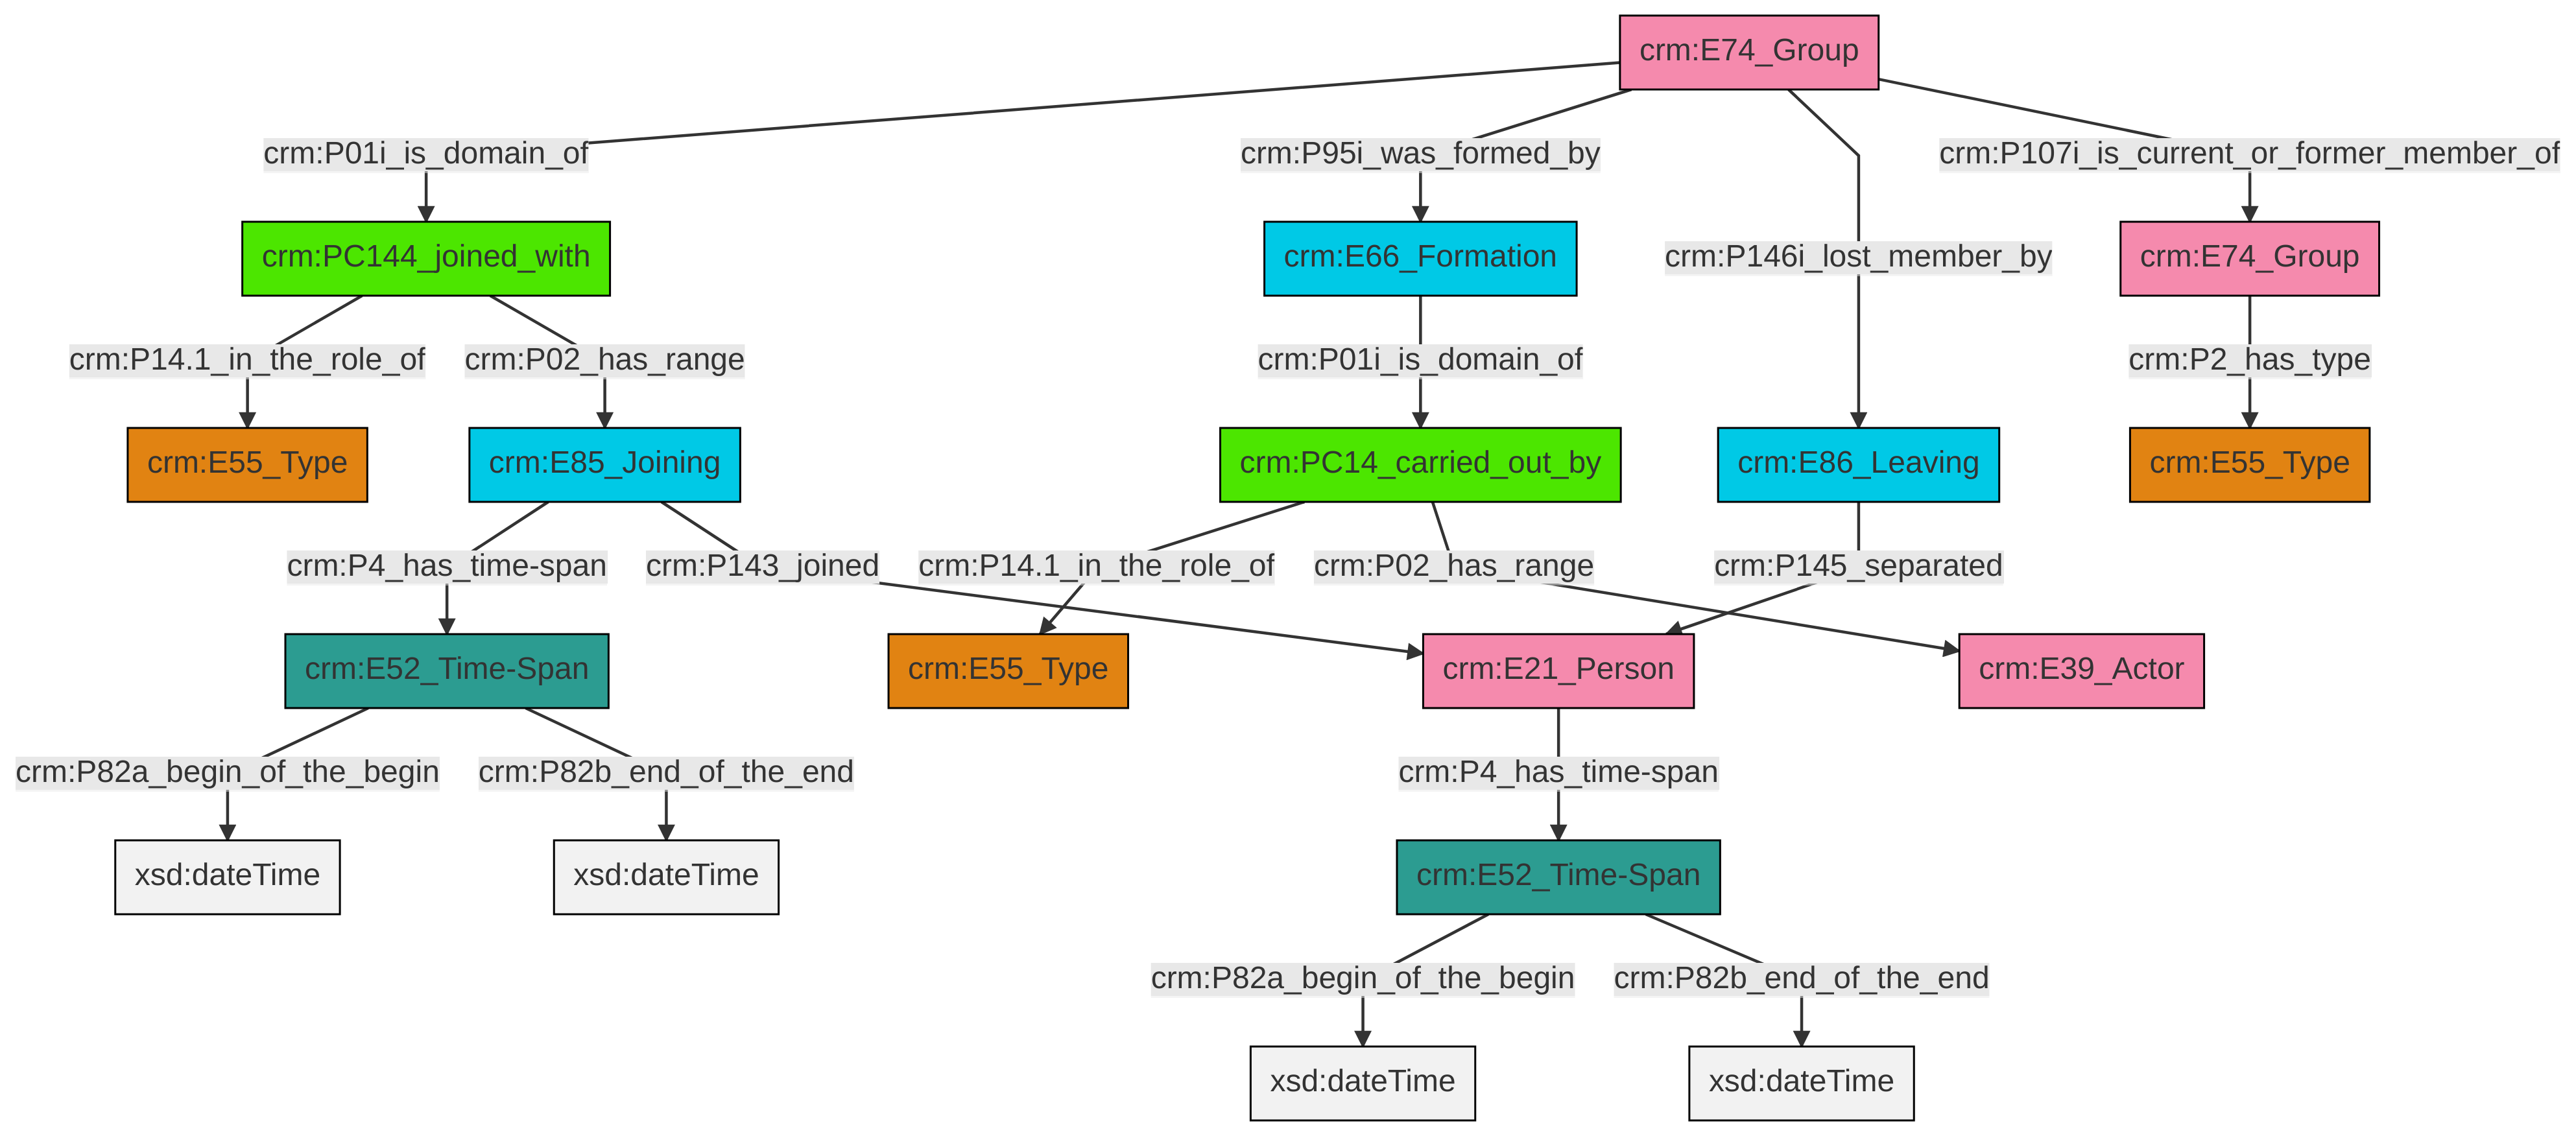 crm:E74_Group
crm:P01i_is_domain_of
crm:P95i_was_formed_by
crm:P107i_is_current_or_former_member_of
crm:PC144_joined_with
crm:E66_Formation
crm:P146i_lost_member_by
crm:E74_Group
crm:P14.1_in_the_role_of
crm:P02_has_range
crm:P01i_is_domain_of
crm:P2_has_type
crm:E55_Type
crm:E85_Joining
crm:PC14_carried_out_by
crm:E86_Leaving
crm:E55_Type
crm:P4_has_time-span
crm:P143_joined
crm:P14.1_in_the_role_of
crm:P02_has_range
crm:P145_separated
crm:E52_Time-Span
crm:E55_Type
crm:E21_Person
crm:E39_Actor
crm:P82a_begin_of_the_begin
crm:P82b_end_of_the_end
crm:P4_has_time-span
xsd:dateTime
xsd:dateTime
crm:E52_Time-Span
crm:P82a_begin_of_the_begin
crm:P82b_end_of_the_end
xsd:dateTime
xsd:dateTime